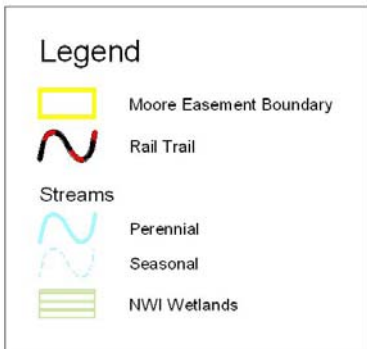 Legend
Moore Easement Boundary
Rail Trail
Streams
Perennial
Seasonal
NWI Wetlands